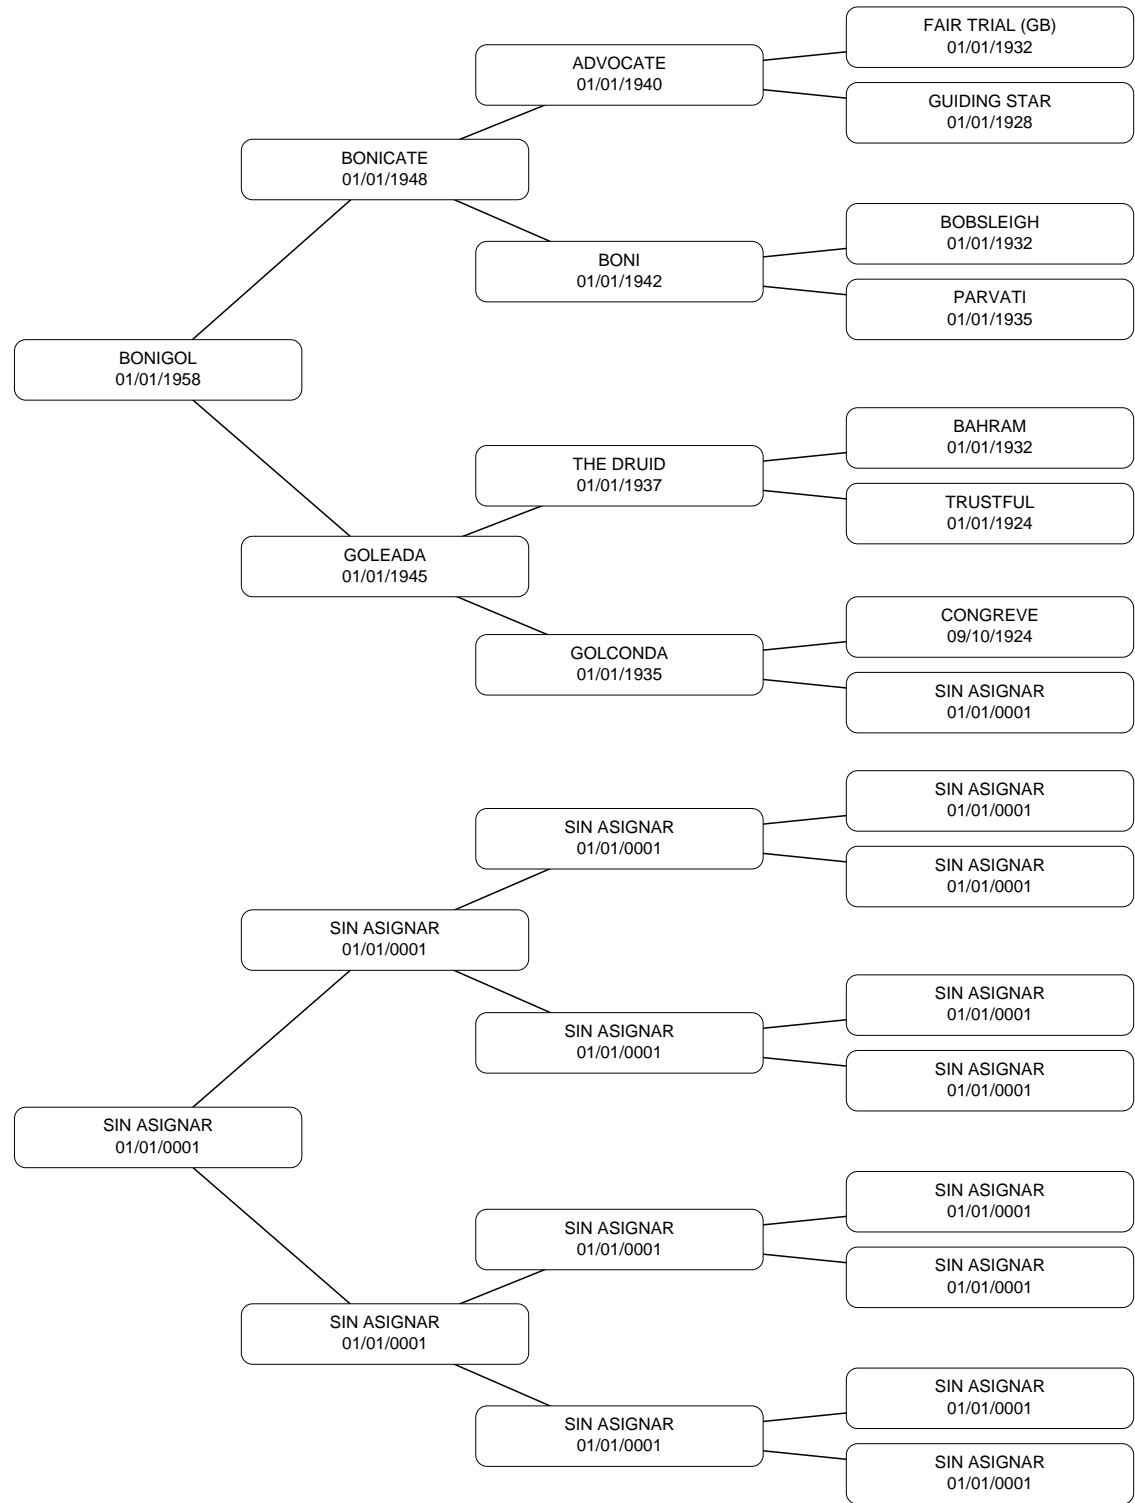 FAIR TRIAL (GB)
01/01/1932
ADVOCATE
01/01/1940
GUIDING STAR
01/01/1928
BONICATE
01/01/1948
BOBSLEIGH
01/01/1932
BONI
01/01/1942
PARVATI
01/01/1935
BONIGOL
01/01/1958
BAHRAM
01/01/1932
THE DRUID
01/01/1937
TRUSTFUL
01/01/1924
GOLEADA
01/01/1945
CONGREVE
09/10/1924
GOLCONDA
01/01/1935
SIN ASIGNAR
01/01/0001
SIN ASIGNAR
01/01/0001
SIN ASIGNAR
01/01/0001
SIN ASIGNAR
01/01/0001
SIN ASIGNAR
01/01/0001
SIN ASIGNAR
01/01/0001
SIN ASIGNAR
01/01/0001
SIN ASIGNAR
01/01/0001
SIN ASIGNAR
01/01/0001
SIN ASIGNAR
01/01/0001
SIN ASIGNAR
01/01/0001
SIN ASIGNAR
01/01/0001
SIN ASIGNAR
01/01/0001
SIN ASIGNAR
01/01/0001
SIN ASIGNAR
01/01/0001
SIN ASIGNAR
01/01/0001